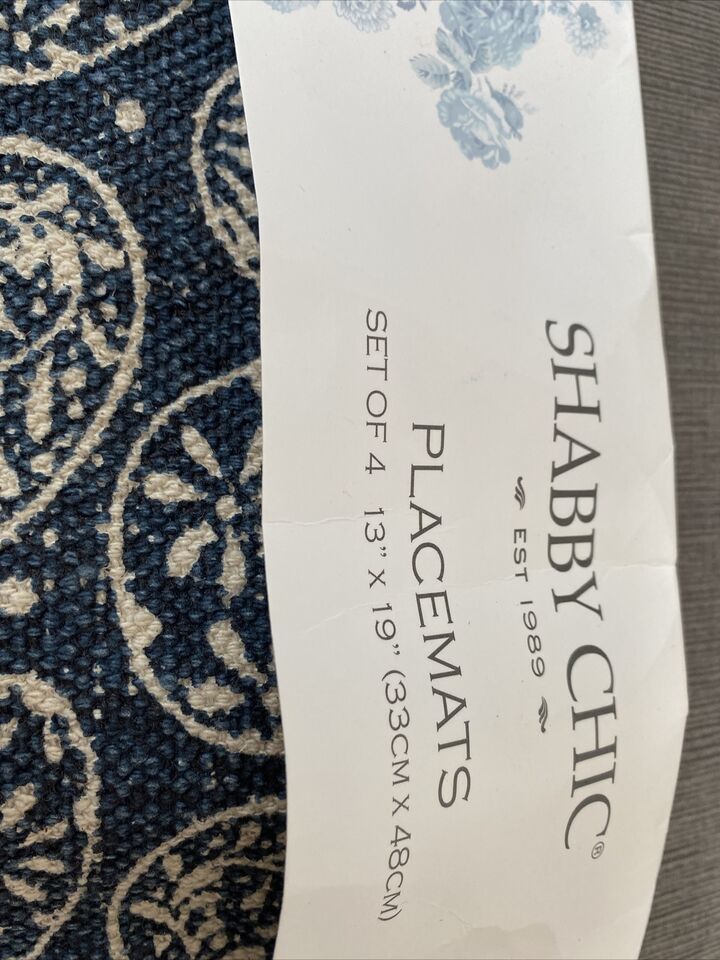 SHABBY CHIC®
EST 1989
PLACEMATS
SET OF 4 13” X 19” (33CM X 48CM)